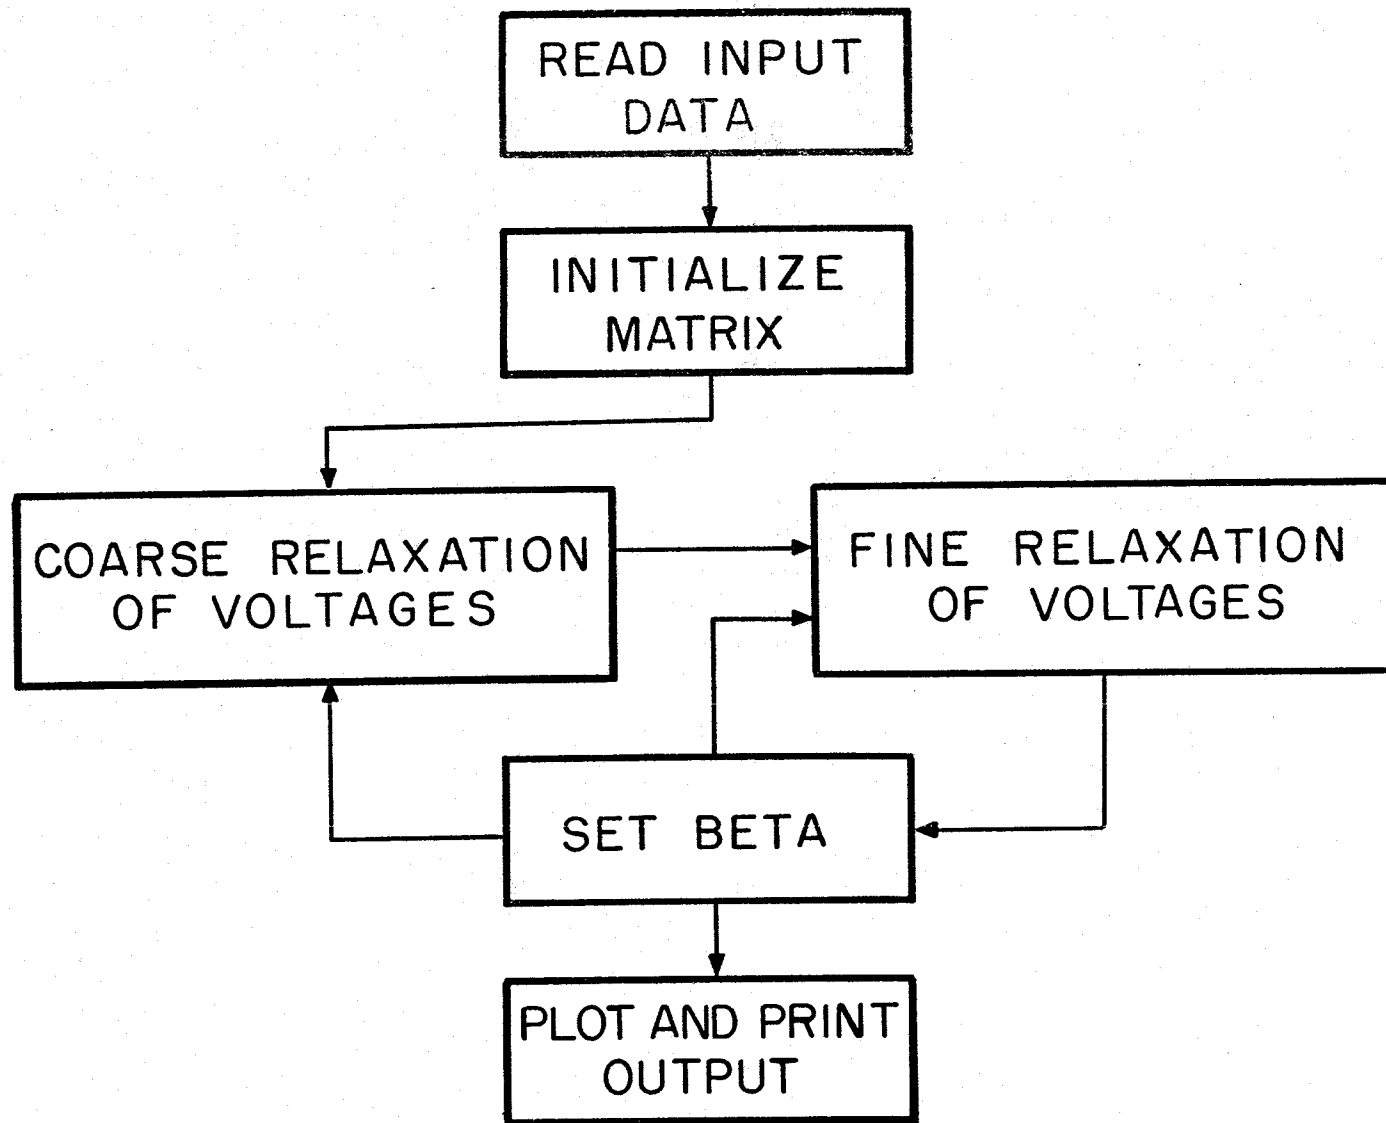 READ INPUT
DATA
INITIALIZE
MATRIX
COARSE RELAXATION
OF VOLTAGES
FINE RELAXATION
OF VOLTAGES
SET BETA
PLOT AND PRINT
OUTPUT